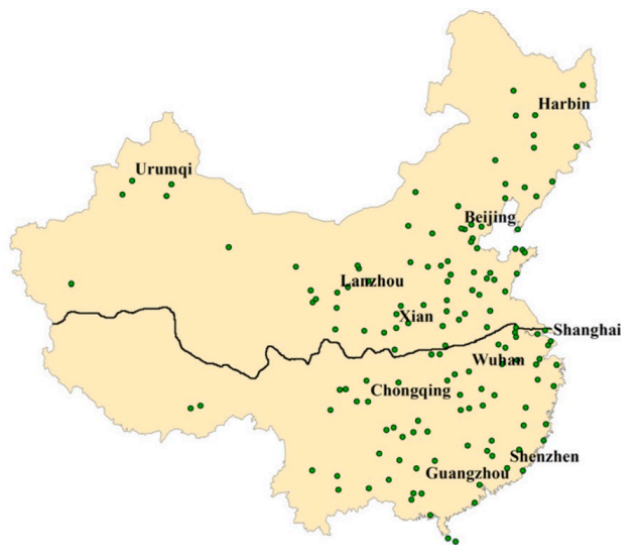 Harbin
Urumqi
Beijing
Lanzhou
Xian
Shanghai
Wuhan
Chongqing
Shenzhen
Guangzhou